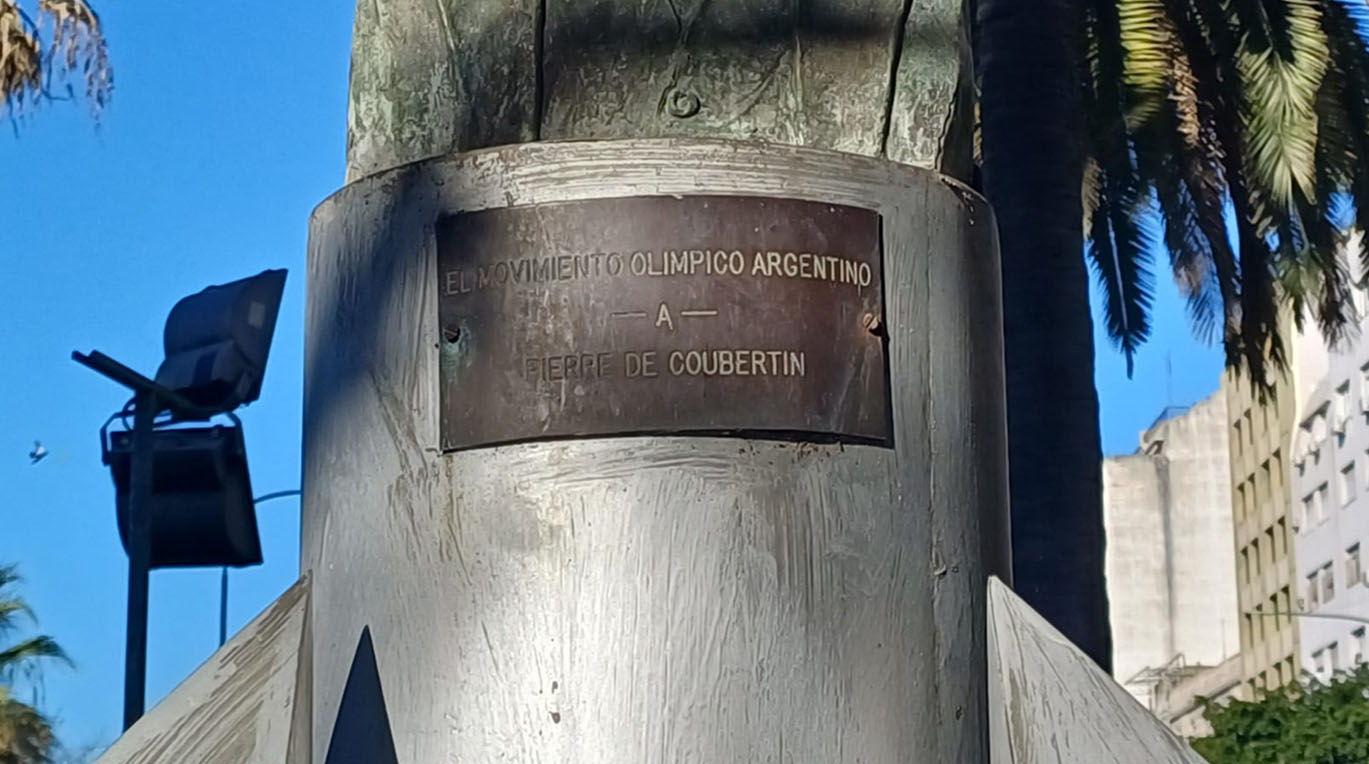 EL MOVIMIENTO OLIMPICO ARGENTINO
— A —
PIERRE DE COUBERTIN